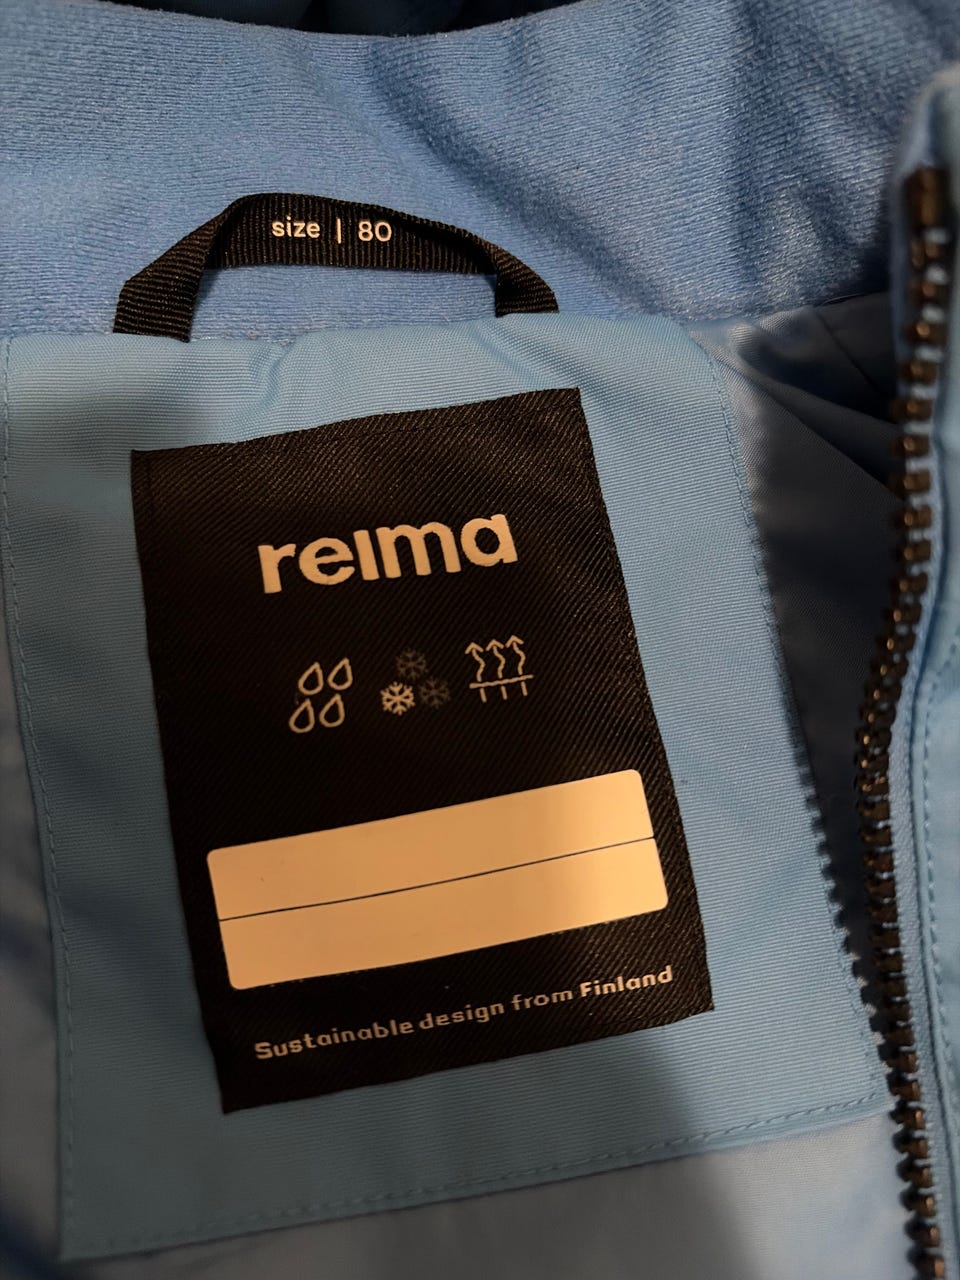 size | 80
reima
Sustainable design from Finland